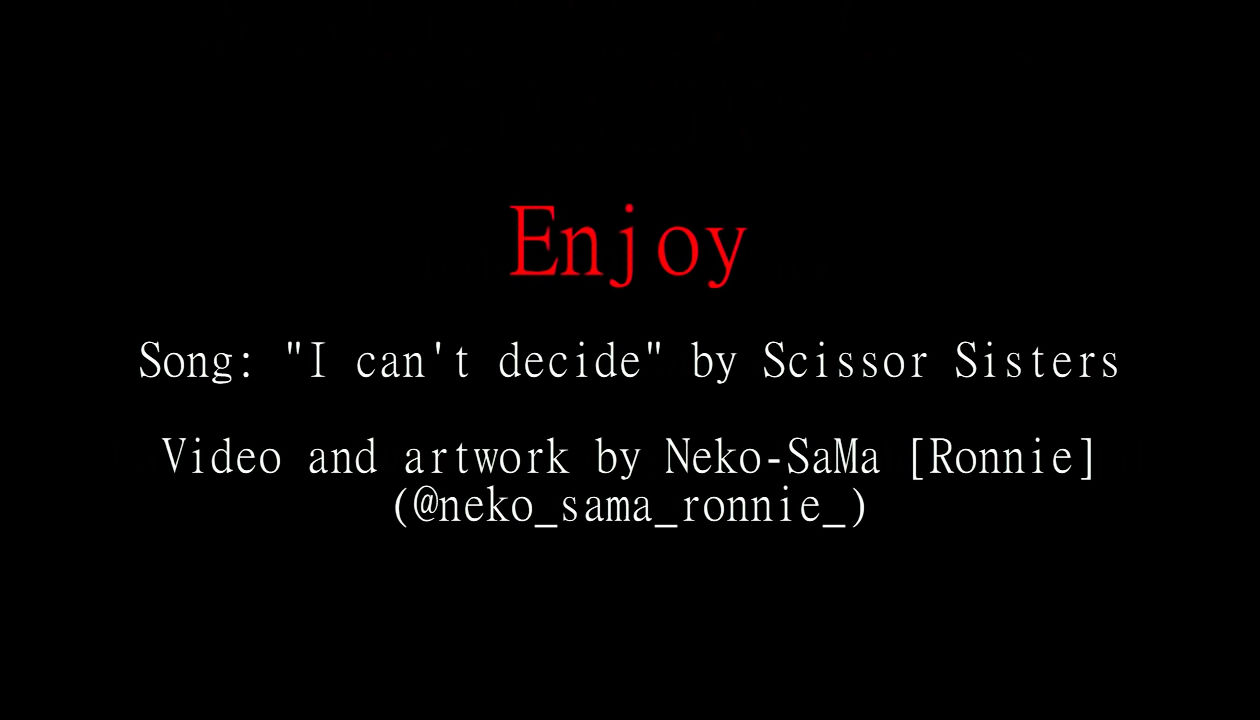 Enjoy
Song: "I can't decide" by Scissor Sisters
Video and artwork by Neko-SaMa [Ronnie]
(@neko_sama_ronnie_)